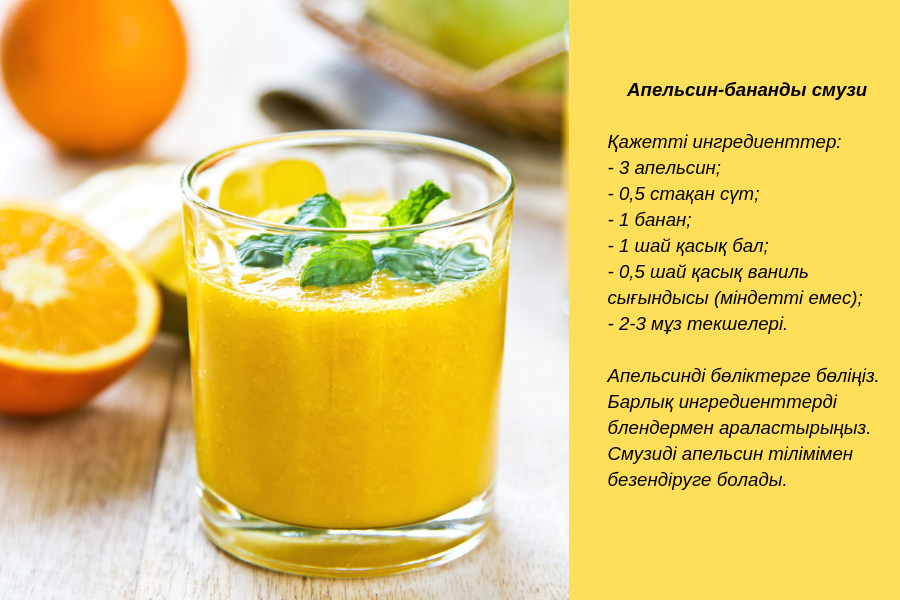 Апельсин-бананды смузи
Қажетті ингредиенттер:
- 3 апельсин;
- 0,5 стақан сүт;
- 1 банан;
- 1 шай қасық бал;
- 0,5 шай қасық ваниль
сығындысы (міндетті емес);
- 2-3 мұз текшелері.
Апельсинді бөліктерге бөліңіз.
Барлық ингредиенттерді
блендермен араластырыңыз.
Смузиді апельсин тілімімен
безендіруге болады.